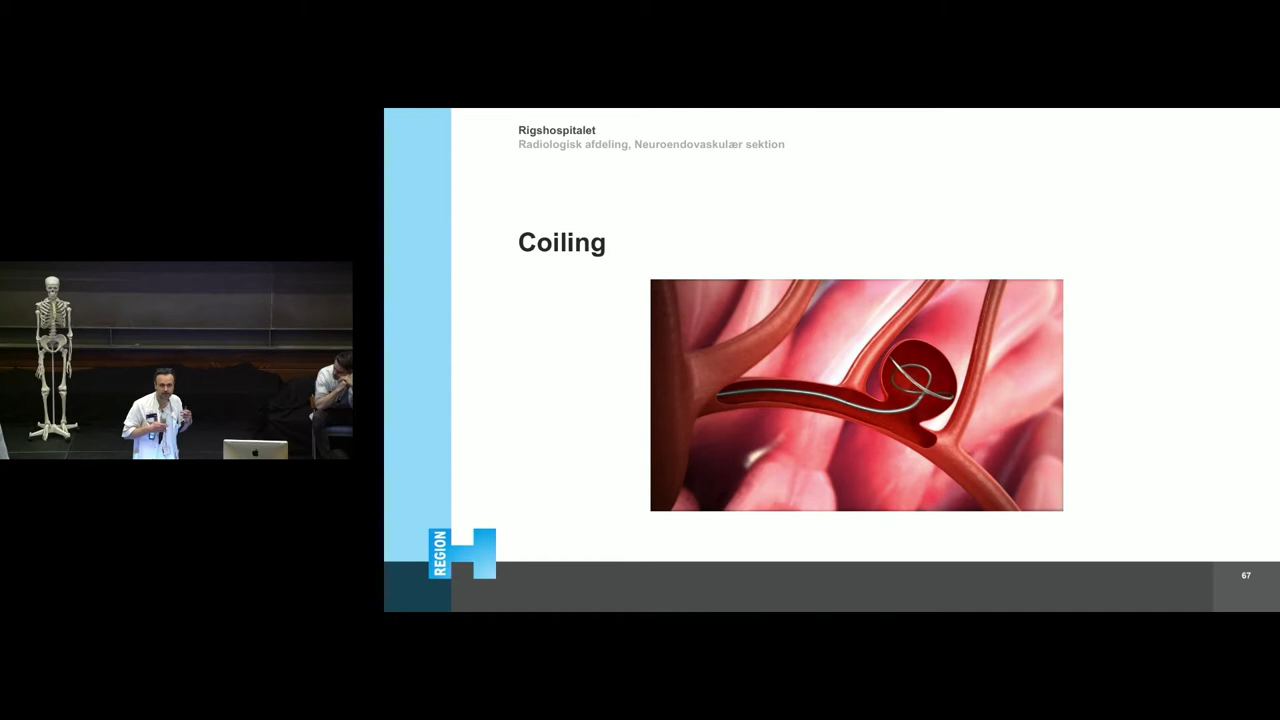 Rigshospitalet
Radiologisk afdeling, Neuroendovaskulær sektion
Coiling
REGION
67